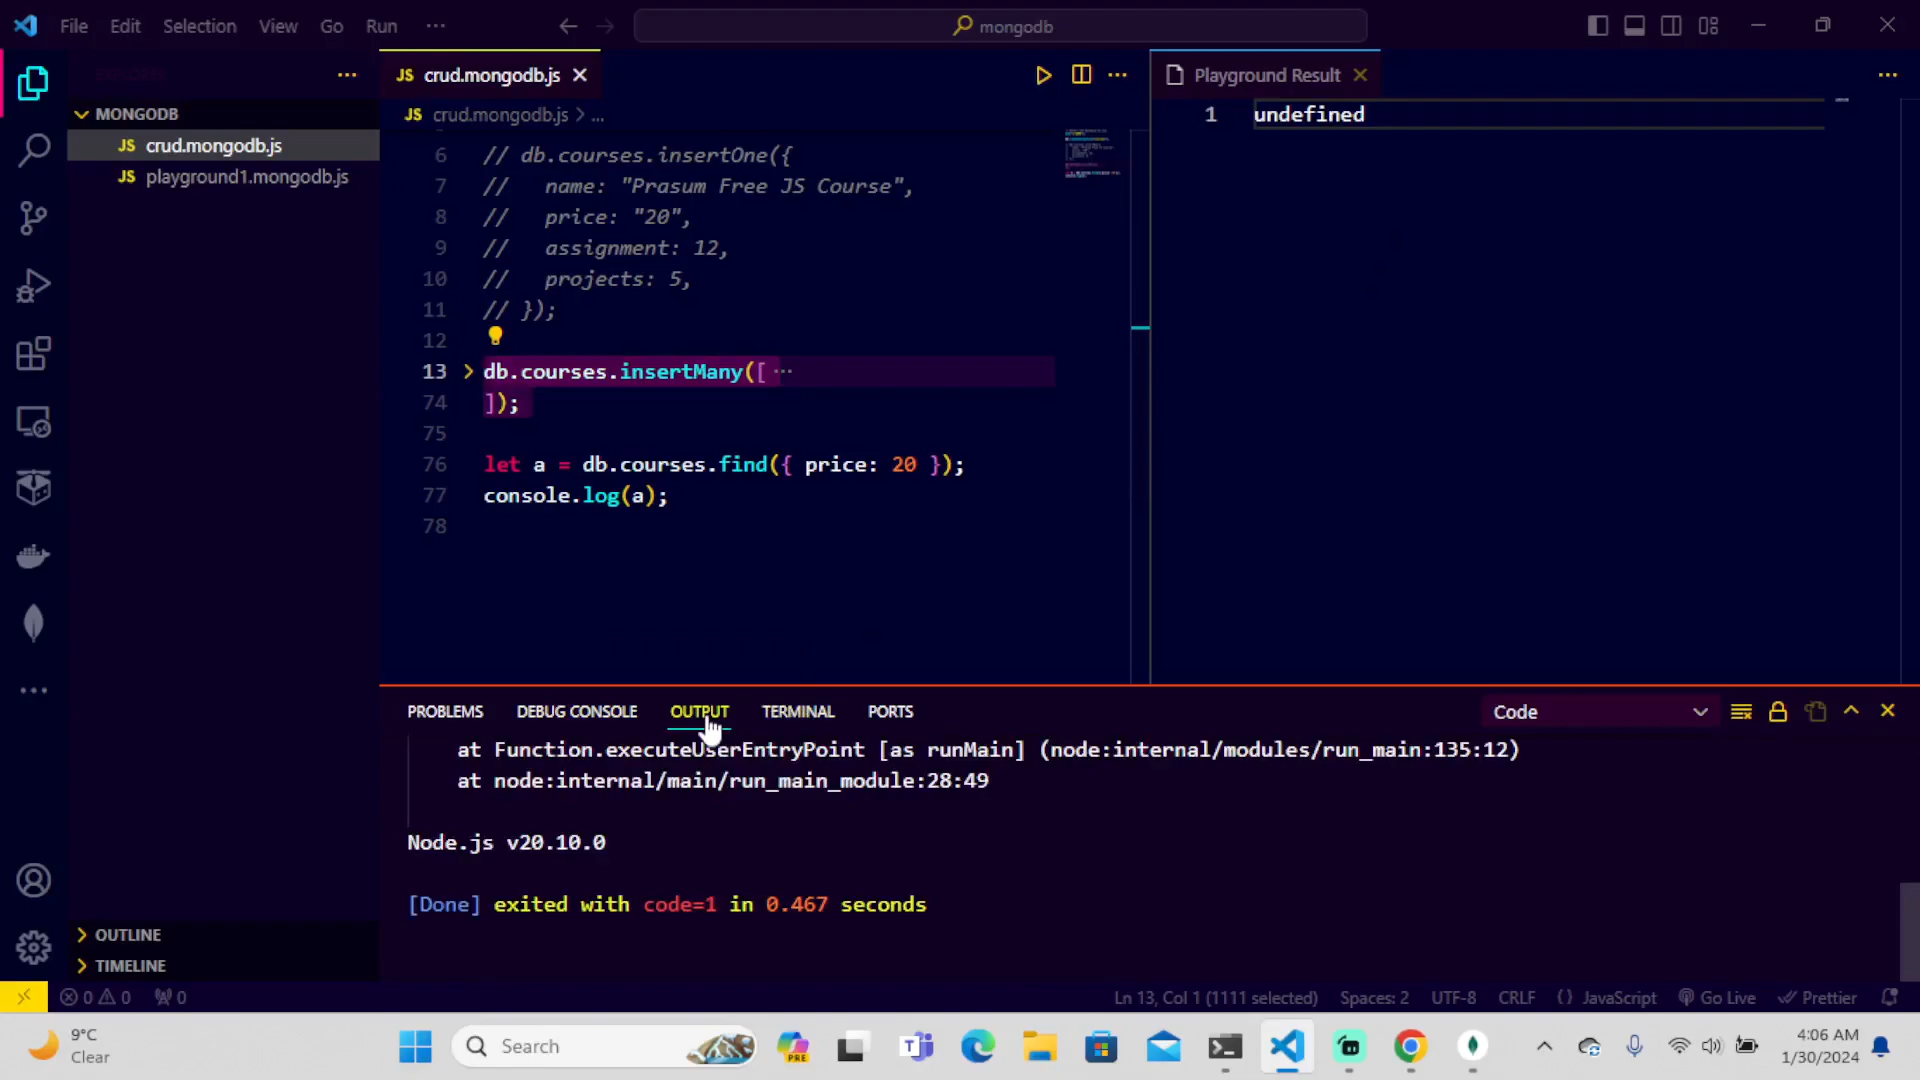 File Edit Selection View Go Run ···
mongodb
EXPLORER
MONGODB
JS crud.mongodb.js
JS playground1.mongodb.js
OUTLINE
TIMELINE
JS crud.mongodb.js
JS crud.mongodb.js > ...
6 // db.courses.insertOne({
7 //   name: "Prasum Free JS Course",
8 //   price: "20",
9 //   assignment: 12,
10 //   projects: 5,
11 // });
12
13 db.courses.insertMany([ ···
74 ]);
75
76 let a = db.courses.find({ price: 20 });
77 console.log(a);
78
Playground Result
1 undefined
PROBLEMS DEBUG CONSOLE OUTPUT TERMINAL PORTS
Code
at Function.executeUserEntryPoint [as runMain] (node:internal/modules/run_main:135:12)
at node:internal/main/run_main_module:28:49
Node.js v20.10.0
[Done] exited with code=1 in 0.467 seconds
0 0 0
Ln 13, Col 1 (1111 selected) Spaces: 2 UTF-8 CRLF {} JavaScript Go Live Prettier
9°C
Clear
Search
PRE
4:06 AM
1/30/2024